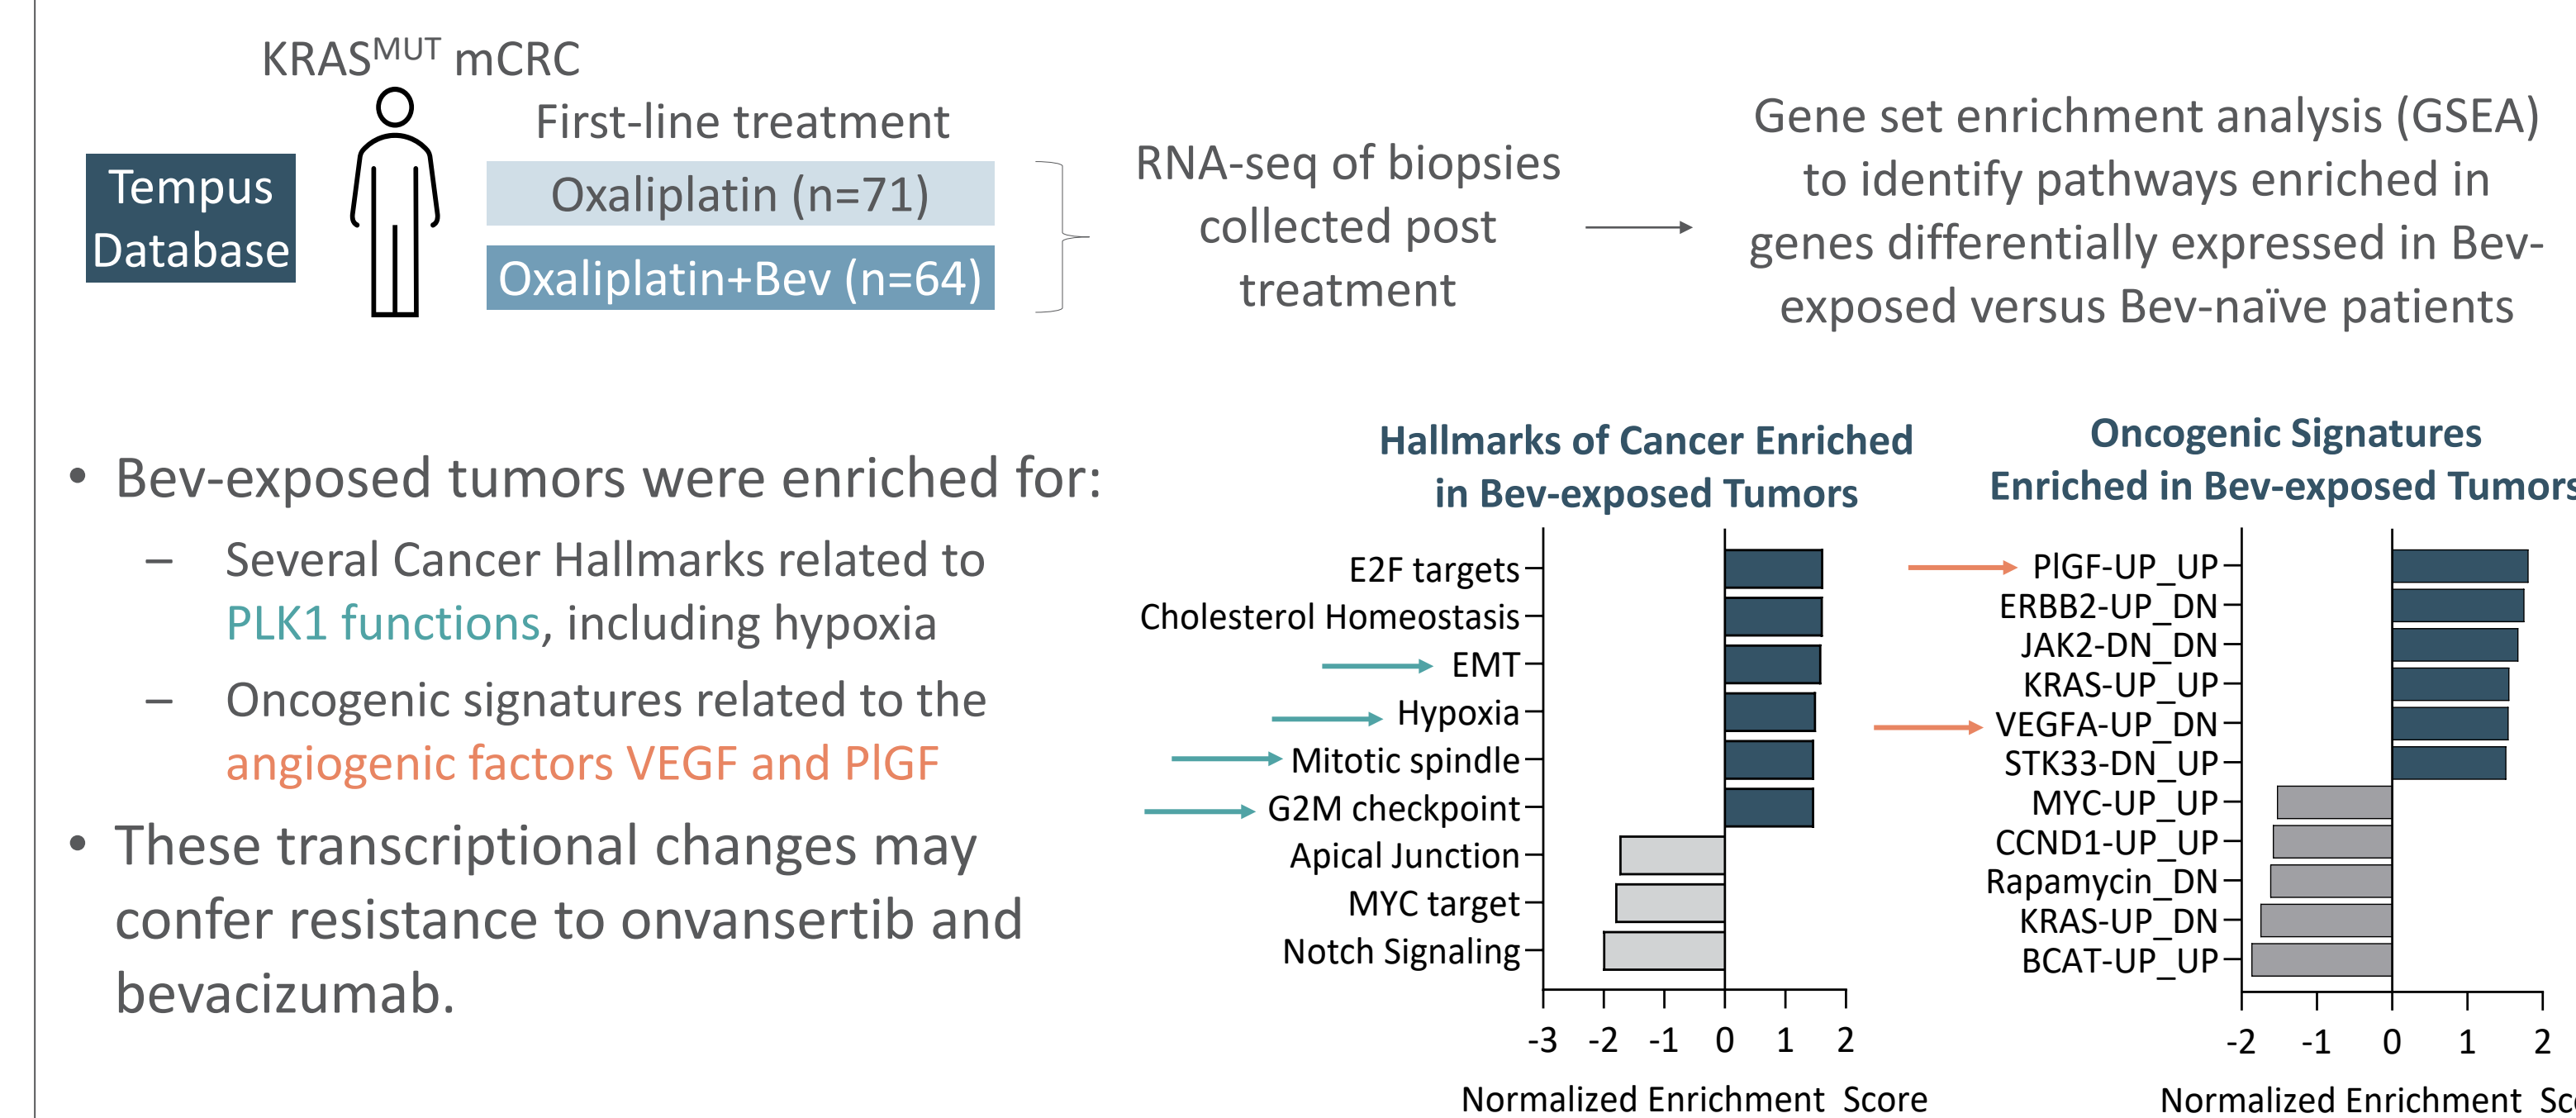 KRASMUT mCRC
Tempus
Database
First-line treatment
Oxaliplatin (n=71)
Oxaliplatin+Bev (n=64)
RNA-seq of biopsies
collected post
treatment
Gene set enrichment analysis (GSEA)
to identify pathways enriched in
genes differentially expressed in Bev-
exposed versus Bev-naïve patients
• Bev-exposed tumors were enriched for:
– Several Cancer Hallmarks related to
PLK1 functions, including hypoxia
– Oncogenic signatures related to the
angiogenic factors VEGF and PlGF
• These transcriptional changes may
confer resistance to onvansertib and
bevacizumab.
Hallmarks of Cancer Enriched
in Bev-exposed Tumors
E2F targets
Cholesterol Homeostasis
EMT
Hypoxia
Mitotic spindle
G2M checkpoint
Apical Junction
MYC target
Notch Signaling
-3 -2 -1 0 1 2
Normalized Enrichment Score
Oncogenic Signatures
Enriched in Bev-exposed Tumors
PlGF-UP_UP
ERBB2-UP_DN
JAK2-DN_DN
KRAS-UP_UP
VEGFA-UP_DN
STK33-DN_UP
MYC-UP_UP
CCND1-UP_UP
Rapamycin_DN
KRAS-UP_DN
BCAT-UP_UP
-2 -1 0 1 2
Normalized Enrichment Sco